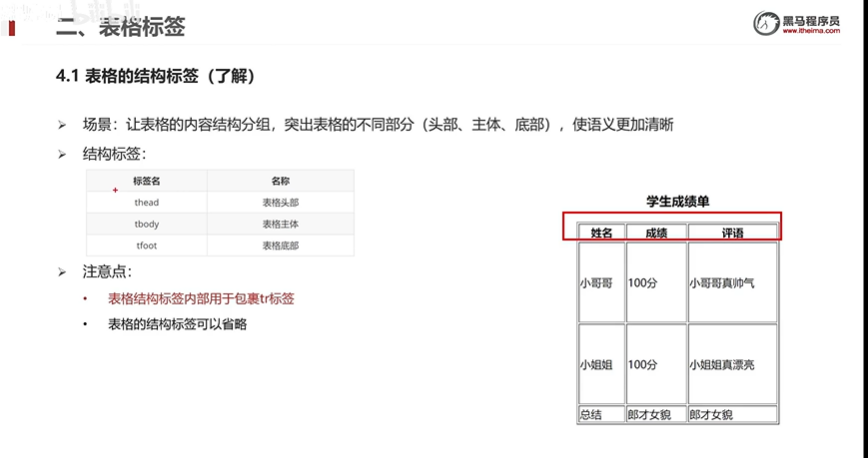 二、表格标签
黑马程序员
www.itheima.com
4.1 表格的结构标签（了解）
➢ 场景：让表格的内容结构分组，突出表格的不同部分（头部、主体、底部），使语义更加清晰
➢ 结构标签：
标签名 名称
thead 表格头部
tbody 表格主体
tfoot 表格底部
➢ 注意点：
• 表格结构标签内部用于包裹tr标签
• 表格的结构标签可以省略
学生成绩单
姓名 成绩 评语
小哥哥 100分 小哥哥真帅气
小姐姐 100分 小姐姐真漂亮
总结 郎才女貌 郎才女貌